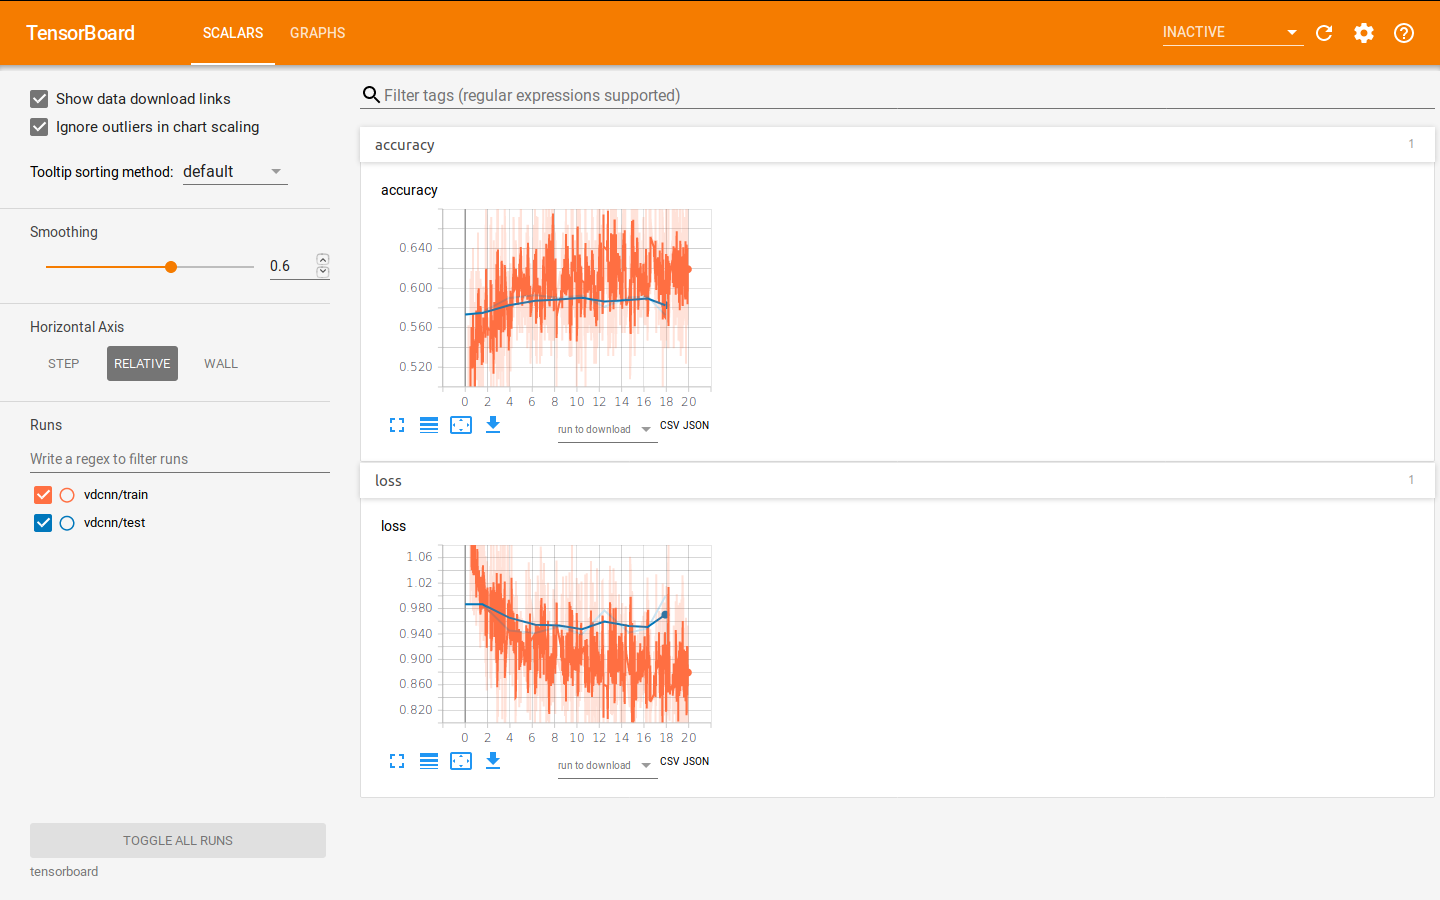 TensorBoard SCALARS GRAPHS INACTIVE
Show data download links
Ignore outliers in chart scaling
Tooltip sorting method: default
Smoothing
0.6
Horizontal Axis
STEP RELATIVE WALL
Runs
Write a regex to filter runs
vdcnn/train
vdcnn/test
TOGGLE ALL RUNS
tensorboard
Filter tags (regular expressions supported)
accuracy 1
accuracy
0.640
0.600
0.560
0.520
0 2 4 6 8 10 12 14 16 18 20
run to download CSV JSON
loss 1
loss
1.06
1.02
0.980
0.940
0.900
0.860
0.820
0 2 4 6 8 10 12 14 16 18 20
run to download CSV JSON